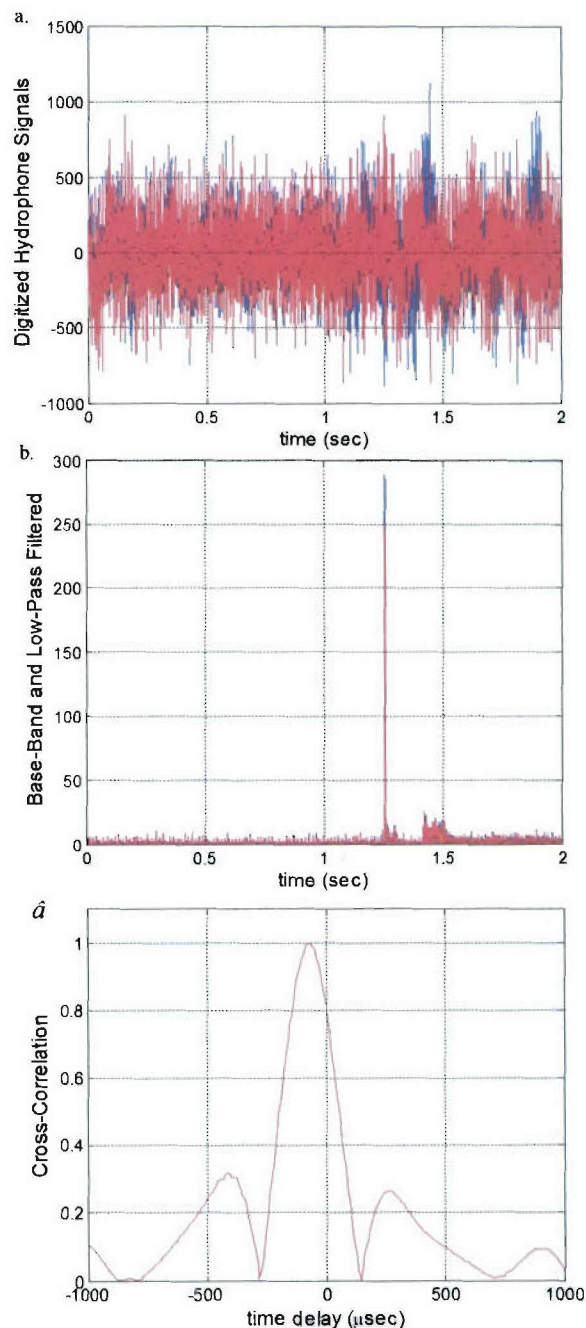 a.
1500
1000
500
0
-500
-1000
Digitized Hydrophone Signals
0 0.5 1 1.5 2
time (sec)
b.
300
250
200
150
100
50
0
Base-Band and Low-Pass Filtered
0 0.5 1 1.5 2
time (sec)
â
1
0.8
0.6
0.4
0.2
0
Cross-Correlation
-1000 -500 0 500 1000
time delay (μsec)